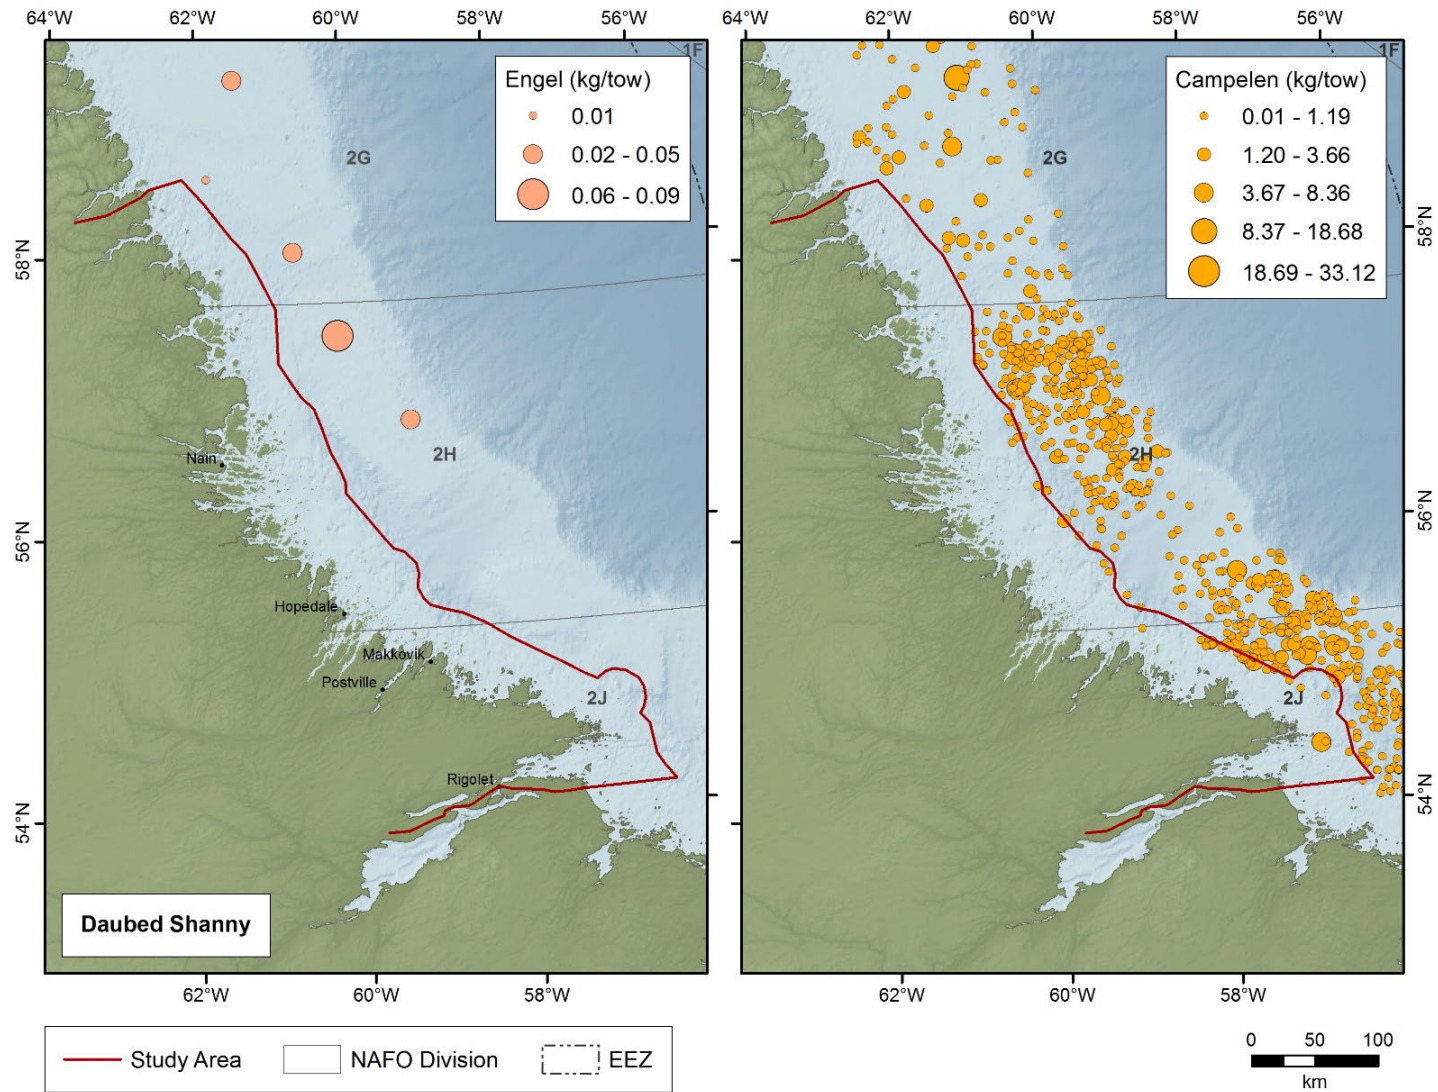 64°W 62°W 60°W 58°W 56°W
64°W 62°W 60°W 58°W 56°W
1F
Engel (kg/tow)
0.01
0.02 - 0.05
0.06 - 0.09
2G
58°N
2H
Nain
56°N
Hopedale
Makkovik
Postville
2J
Rigolet
54°N
Daubed Shanny
62°W 60°W 58°W
1F
Campelen (kg/tow)
0.01 - 1.19
1.20 - 3.66
3.67 - 8.36
8.37 - 18.68
18.69 - 33.12
2G
58°N
2H
56°N
2J
54°N
62°W 60°W 58°W
Study Area
NAFO Division
EEZ
0 50 100
km